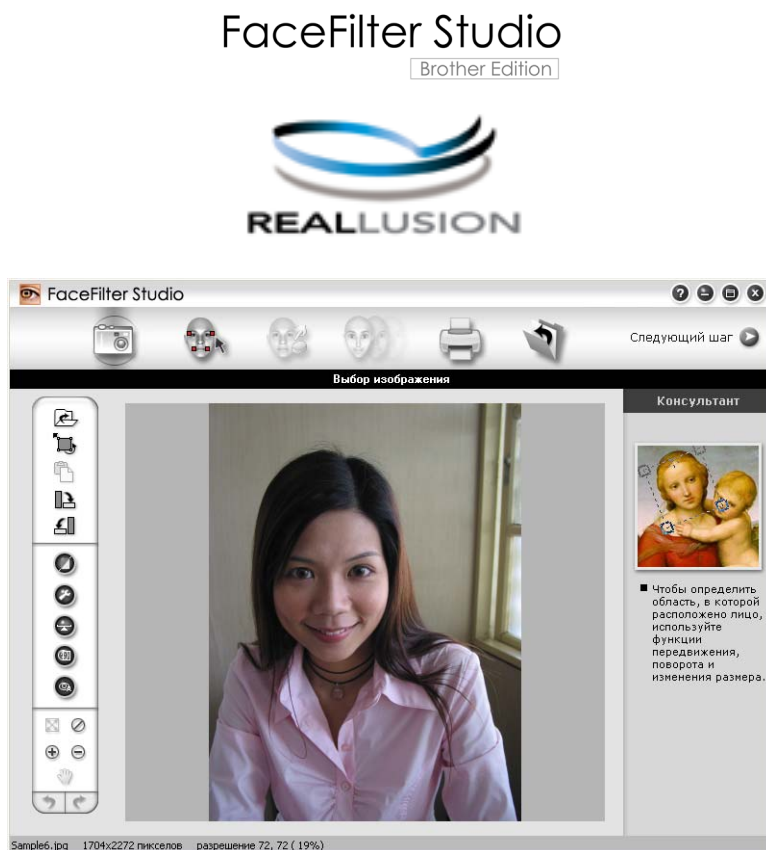 FaceFilter Studio
Brother Edition
REALLUSION
FaceFilter Studio
Следующий шаг
Выбор изображения
Консультант
Чтобы определить
область, в которой
расположено лицо,
используйте
функции
передвижения,
поворота и
изменения размера.
Sample6.jpg 1704x2272 пикселов разрешение 72, 72 ( 19%)